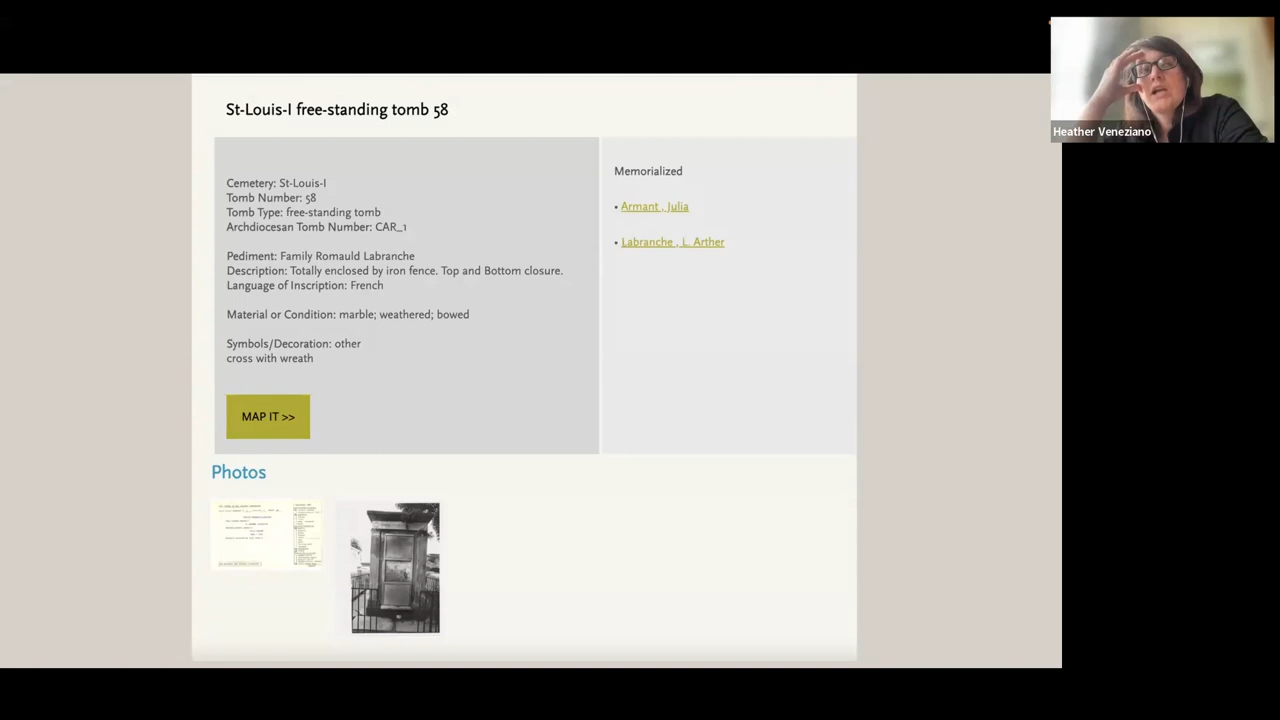 St-Louis-I free-standing tomb 58
Cemetery: St-Louis-I
Tomb Number: 58
Tomb Type: free-standing tomb
Archdiocesan Tomb Number: CAR_1
Pediment: Family Romauld Labranche
Description: Totally enclosed by iron fence. Top and Bottom closure.
Language of Inscription: French
Material or Condition: marble; weathered; bowed
Symbols/Decoration: other
cross with wreath
MAP IT >>
Memorialized
• Armant , Julia
• Labranche , L. Arther
Photos
Heather Veneziano